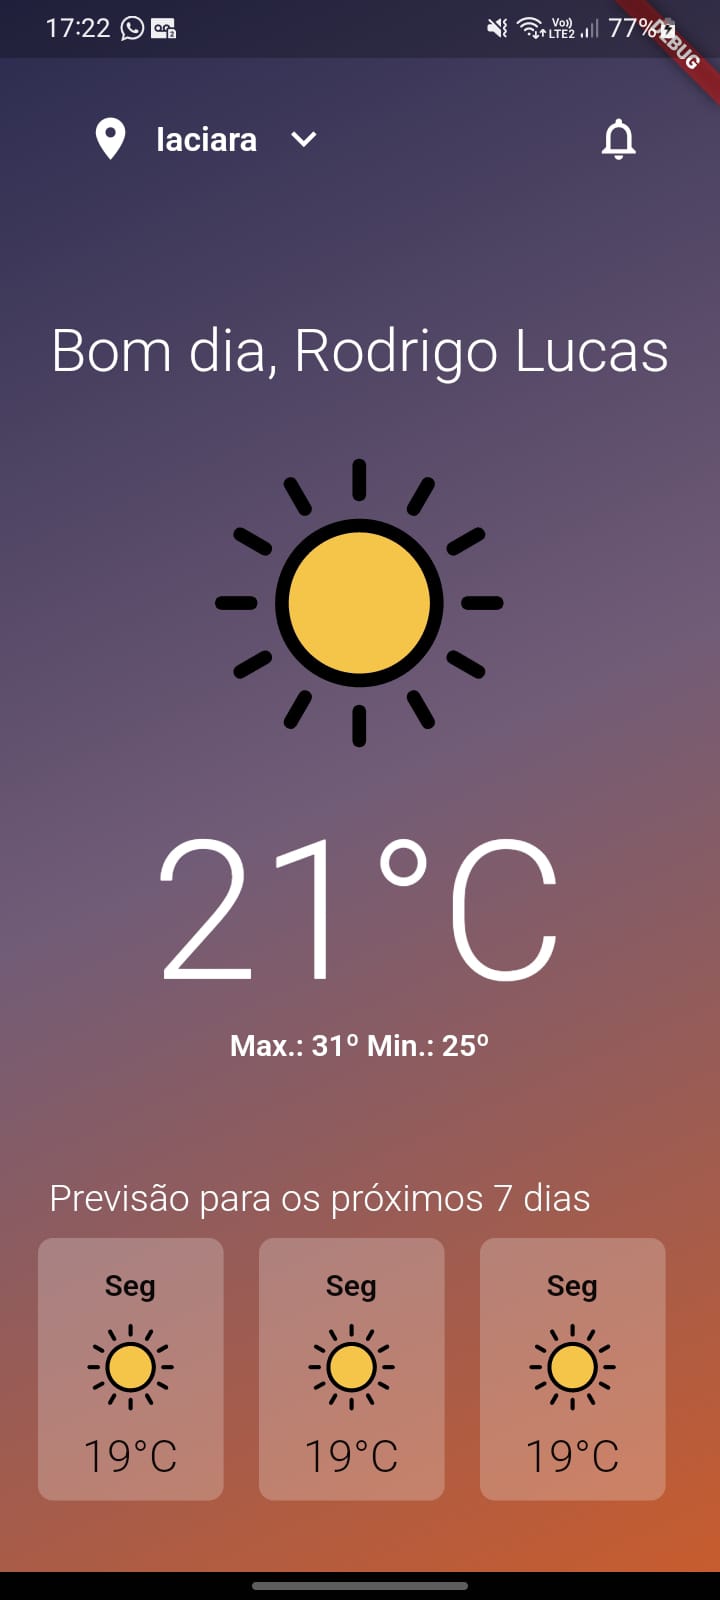 17:22 77%
Vo))
LTE2
DEBUG
Iaciara
Bom dia, Rodrigo Lucas
21°C
Max.: 31º Min.: 25º
Previsão para os próximos 7 dias
Seg Seg Seg
19°C 19°C 19°C